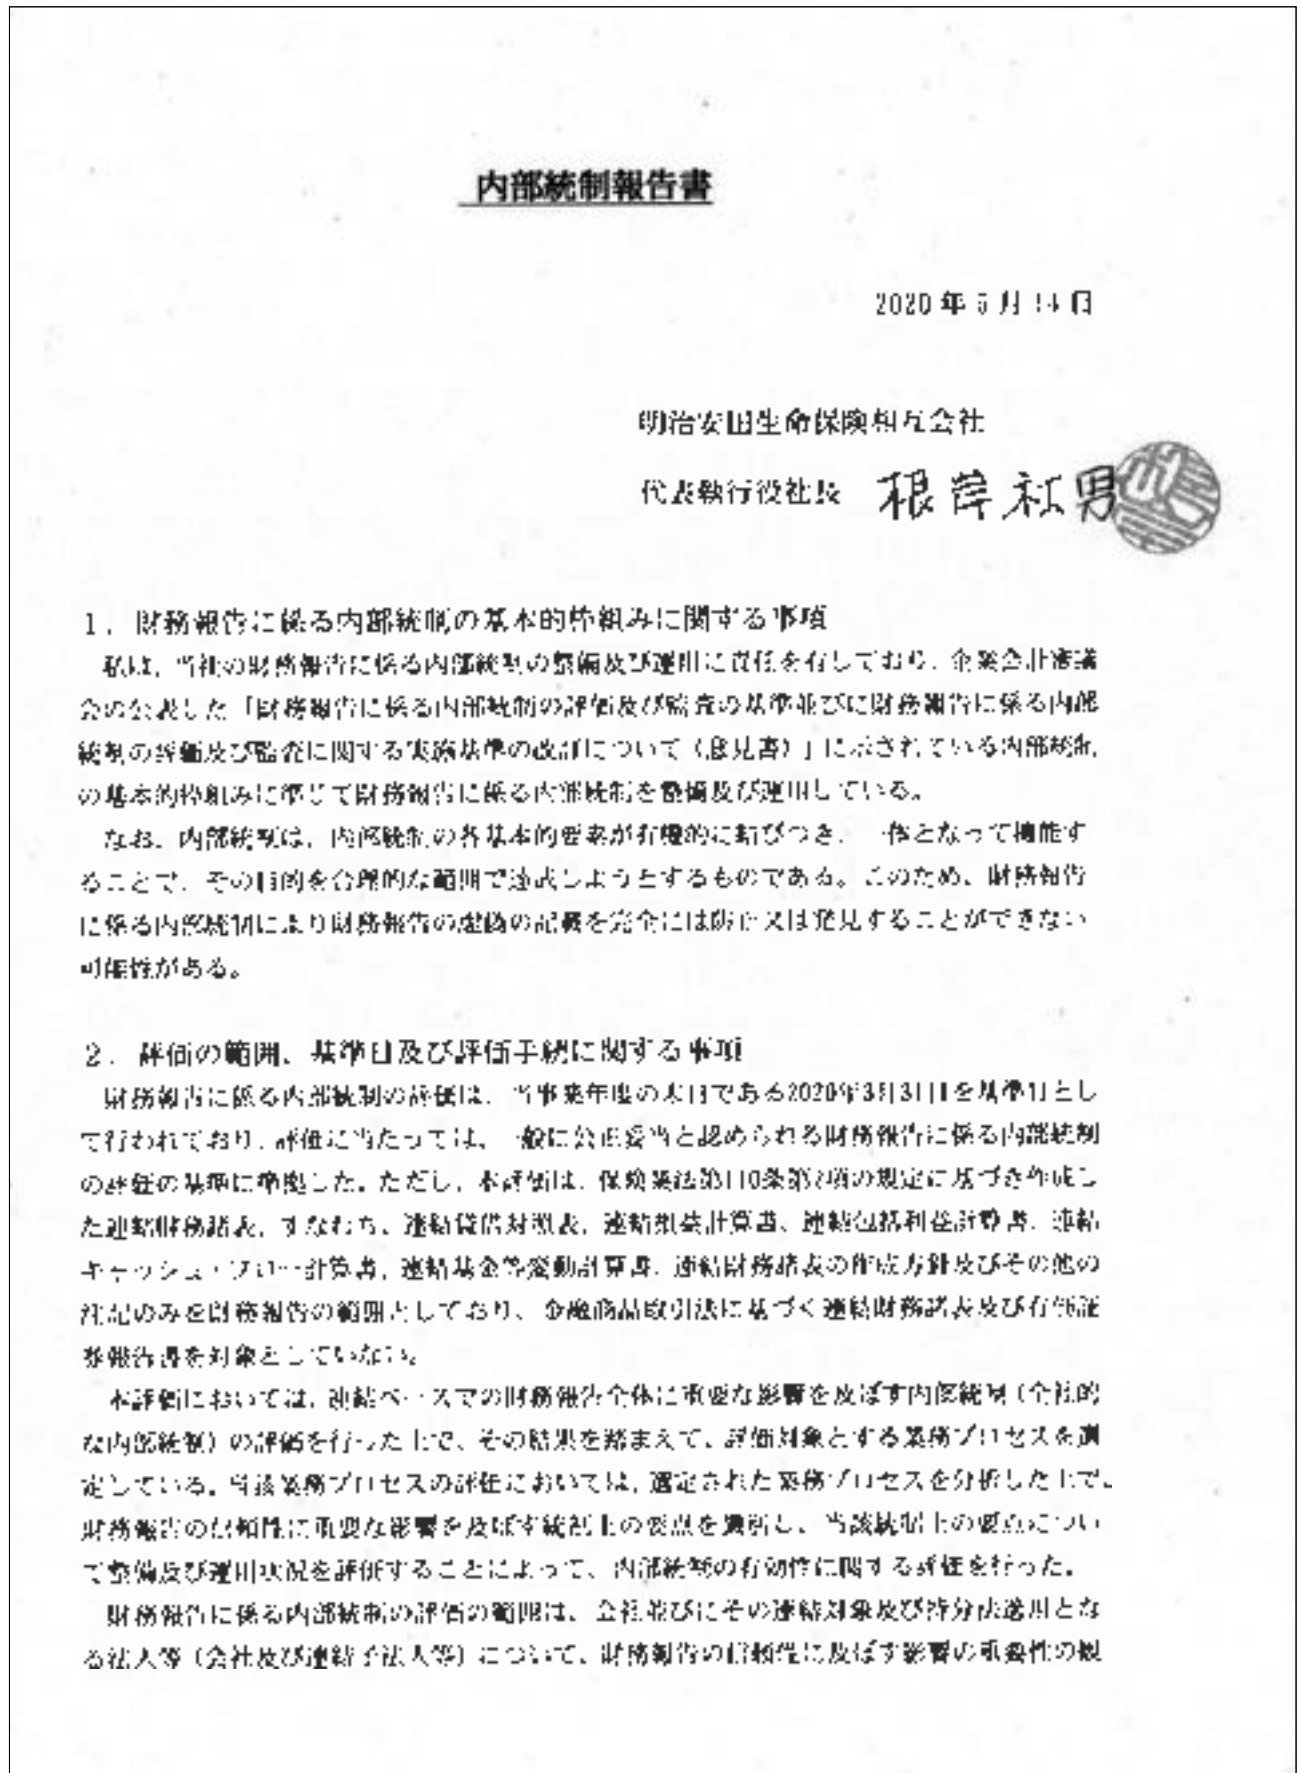 内部統制報告書
2020年5月14日
明治安田生命保険相互会社
代表執行役社長 根岸秋男
1．財務報告に係る内部統制の基本的枠組みに関する事項
私は、当社の財務報告に係る内部統制の整備及び運用に責任を有しており、企業会計審議
会の公表した「財務報告に係る内部統制の評価及び監査の基準並びに財務報告に係る内部
統制の評価及び監査に関する実施基準の改訂について（意見書）」に示されている内部統制
の基本的枠組みに準じて財務報告に係る内部統制を整備及び運用している。
なお、内部統制は、内部統制の各基本的要素が有機的に結びつき、一体となって機能す
ることで、その目的を合理的な範囲で達成しようとするものである。このため、財務報告
に係る内部統制により財務報告の虚偽の記載を完全には防止又は発見することができない
可能性がある。
2．評価の範囲、基準日及び評価手続に関する事項
財務報告に係る内部統制の評価は、当事業年度の末日である2020年3月31日を基準日とし
て行われており、評価に当たっては、一般に公正妥当と認められる財務報告に係る内部統制
の評価の基準に準拠した。ただし、本評価は、保険業法第110条第2項の規定に基づき作成し
た連結財務諸表、すなわち、連結貸借対照表、連結損益計算書、連結包括利益計算書、連結
キャッシュ・フロー計算書、連結基金等変動計算書、連結財務諸表の作成方針及びその他の
注記のみを財務報告の範囲としており、金融商品取引法に基づく連結財務諸表及び有価証
券報告書を対象としていない。
本評価においては、連結ベースでの財務報告全体に重要な影響を及ぼす内部統制（全社的
な内部統制）の評価を行った上で、その結果を踏まえて、評価対象とする業務プロセスを選
定している。当該業務プロセスの評価においては、選定された業務プロセスを分析した上で、
財務報告の信頼性に重要な影響を及ぼす統制上の要点を識別し、当該統制上の要点につい
て整備及び運用状況を評価することによって、内部統制の有効性に関する評価を行った。
財務報告に係る内部統制の評価の範囲は、会社並びにその連結対象及び持分法適用とな
る法人等（会社及び連結子法人等）について、財務報告の信頼性に及ぼす影響の重要性の観